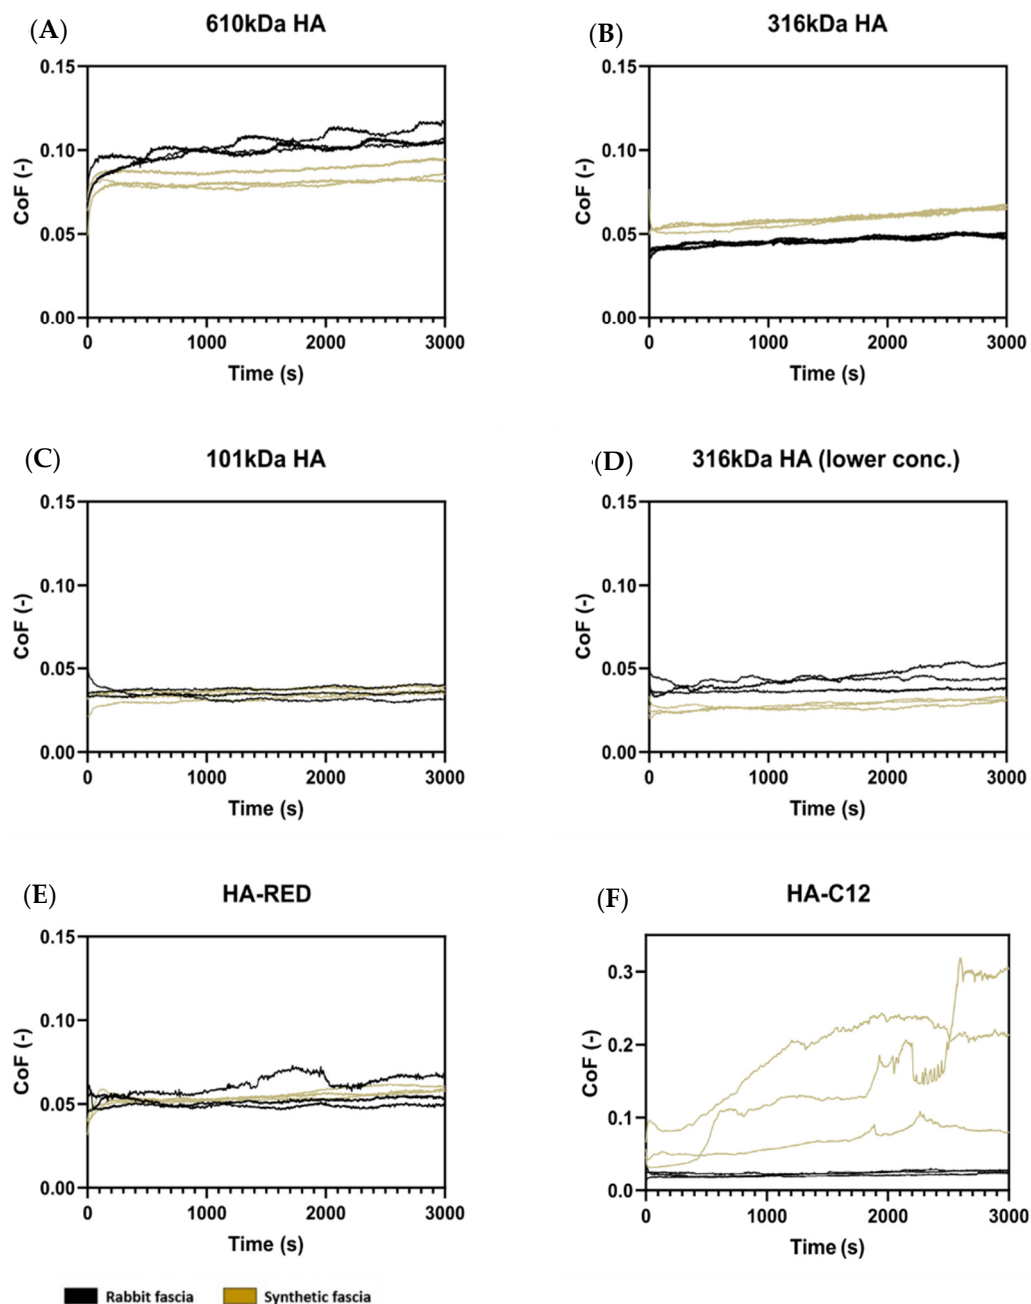 (A) 610kDa HA
(B) 316kDa HA
0.15
0.10
0.05
0.00
CoF (-)
0 1000 2000 3000
Time (s)
0.15
0.10
0.05
0.00
CoF (-)
0 1000 2000 3000
Time (s)
(C) 101kDa HA
(D) 316kDa HA (lower conc.)
0.15
0.10
0.05
0.00
CoF (-)
0 1000 2000 3000
Time (s)
0.15
0.10
0.05
0.00
CoF (-)
0 1000 2000 3000
Time (s)
(E) HA-RED
(F) HA-C12
0.15
0.10
0.05
0.00
CoF (-)
0 1000 2000 3000
Time (s)
0.3
0.2
0.1
0.0
CoF (-)
0 1000 2000 3000
Time (s)
Rabbit fascia Synthetic fascia